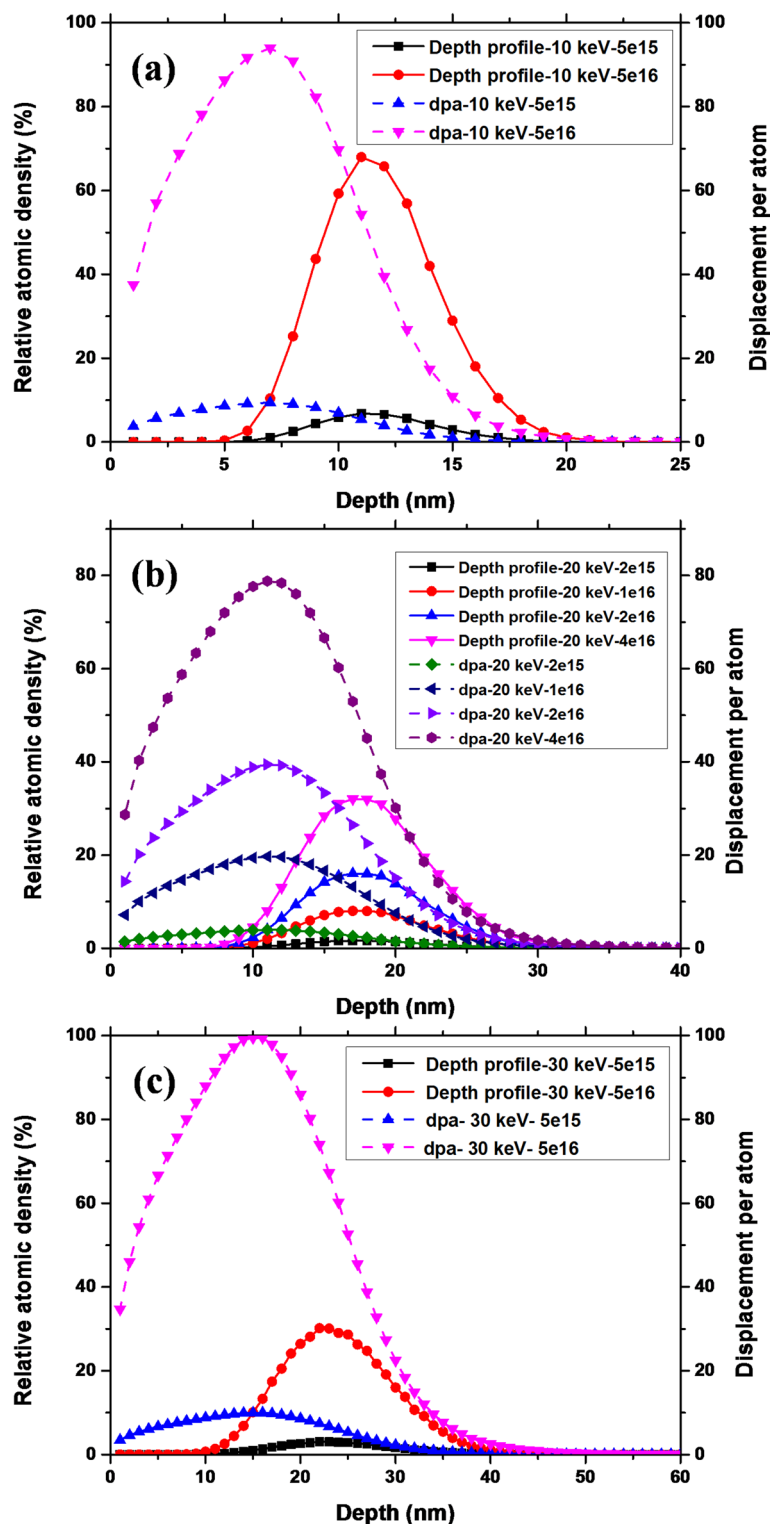 (a)
Depth profile-10 keV-5e15
Depth profile-10 keV-5e16
dpa-10 keV-5e15
dpa-10 keV-5e16
100 80 60 40 20 0
Relative atomic density (%)
100 80 60 40 20 0
Displacement per atom
0 5 10 15 20 25
Depth (nm)
(b)
Depth profile-20 keV-2e15
Depth profile-20 keV-1e16
Depth profile-20 keV-2e16
Depth profile-20 keV-4e16
dpa-20 keV-2e15
dpa-20 keV-1e16
dpa-20 keV-2e16
dpa-20 keV-4e16
80 60 40 20 0
Relative atomic density (%)
80 60 40 20 0
Displacement per atom
0 10 20 30 40
Depth (nm)
(c)
Depth profile-30 keV-5e15
Depth profile-30 keV-5e16
dpa- 30 keV- 5e15
dpa- 30 keV- 5e16
100 80 60 40 20 0
Relative atomic density (%)
100 80 60 40 20 0
Displacement per atom
0 10 20 30 40 50 60
Depth (nm)